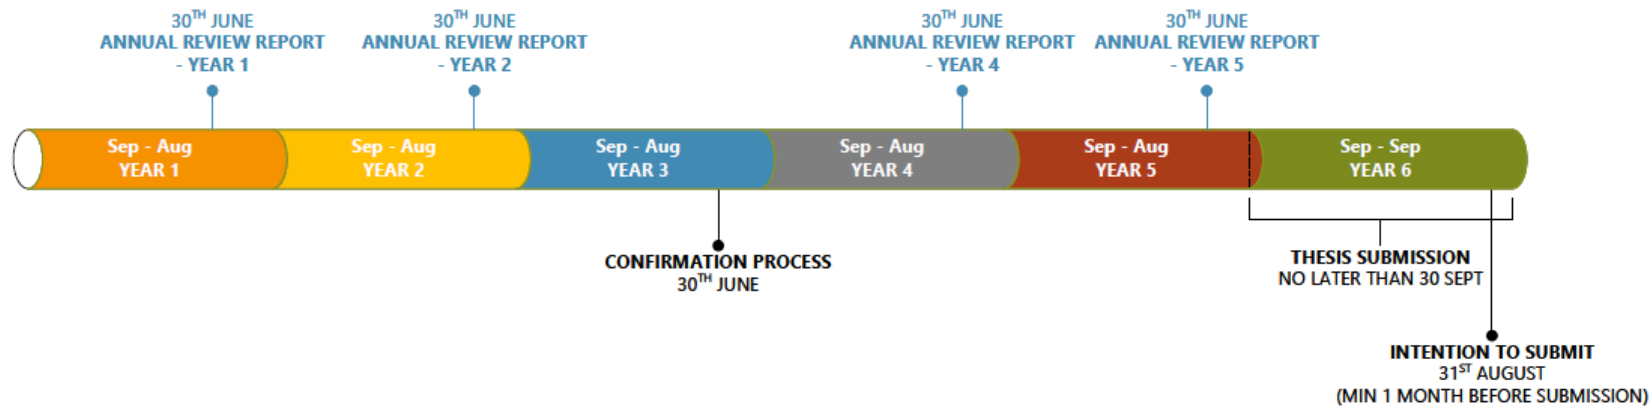 30TH JUNE
ANNUAL REVIEW REPORT
- YEAR 1
30TH JUNE
ANNUAL REVIEW REPORT
- YEAR 2
30TH JUNE
ANNUAL REVIEW REPORT
- YEAR 4
30TH JUNE
ANNUAL REVIEW REPORT
- YEAR 5
Sep - Aug
YEAR 1
Sep - Aug
YEAR 2
Sep - Aug
YEAR 3
Sep - Aug
YEAR 4
Sep - Aug
YEAR 5
Sep - Sep
YEAR 6
CONFIRMATION PROCESS
30TH JUNE
THESIS SUBMISSION
NO LATER THAN 30 SEPT
INTENTION TO SUBMIT
31ST AUGUST
(MIN 1 MONTH BEFORE SUBMISSION)